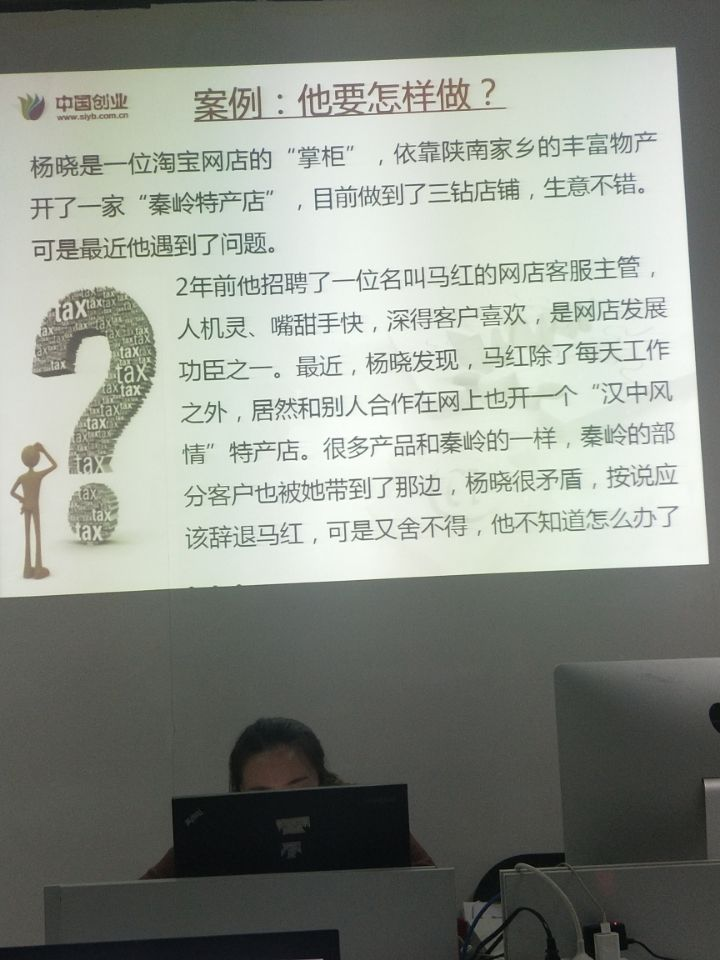 中国创业
www.siyb.com.cn
案例：他要怎样做？
杨晓是一位淘宝网店的“掌柜”，依靠陕南家乡的丰富物产
开了一家“秦岭特产店”，目前做到了三钻店铺，生意不错。
可是最近他遇到了问题。
2年前他招聘了一位名叫马红的网店客服主管，
人机灵、嘴甜手快，深得客户喜欢，是网店发展
功臣之一。最近，杨晓发现，马红除了每天工作
之外，居然和别人合作在网上也开一个“汉中风
情”特产店。很多产品和秦岭的一样，秦岭的部
分客户也被她带到了那边，杨晓很矛盾，按说应
该辞退马红，可是又舍不得，他不知道怎么办了
tax
tax
tax
tax
tax
tax
tax
tax